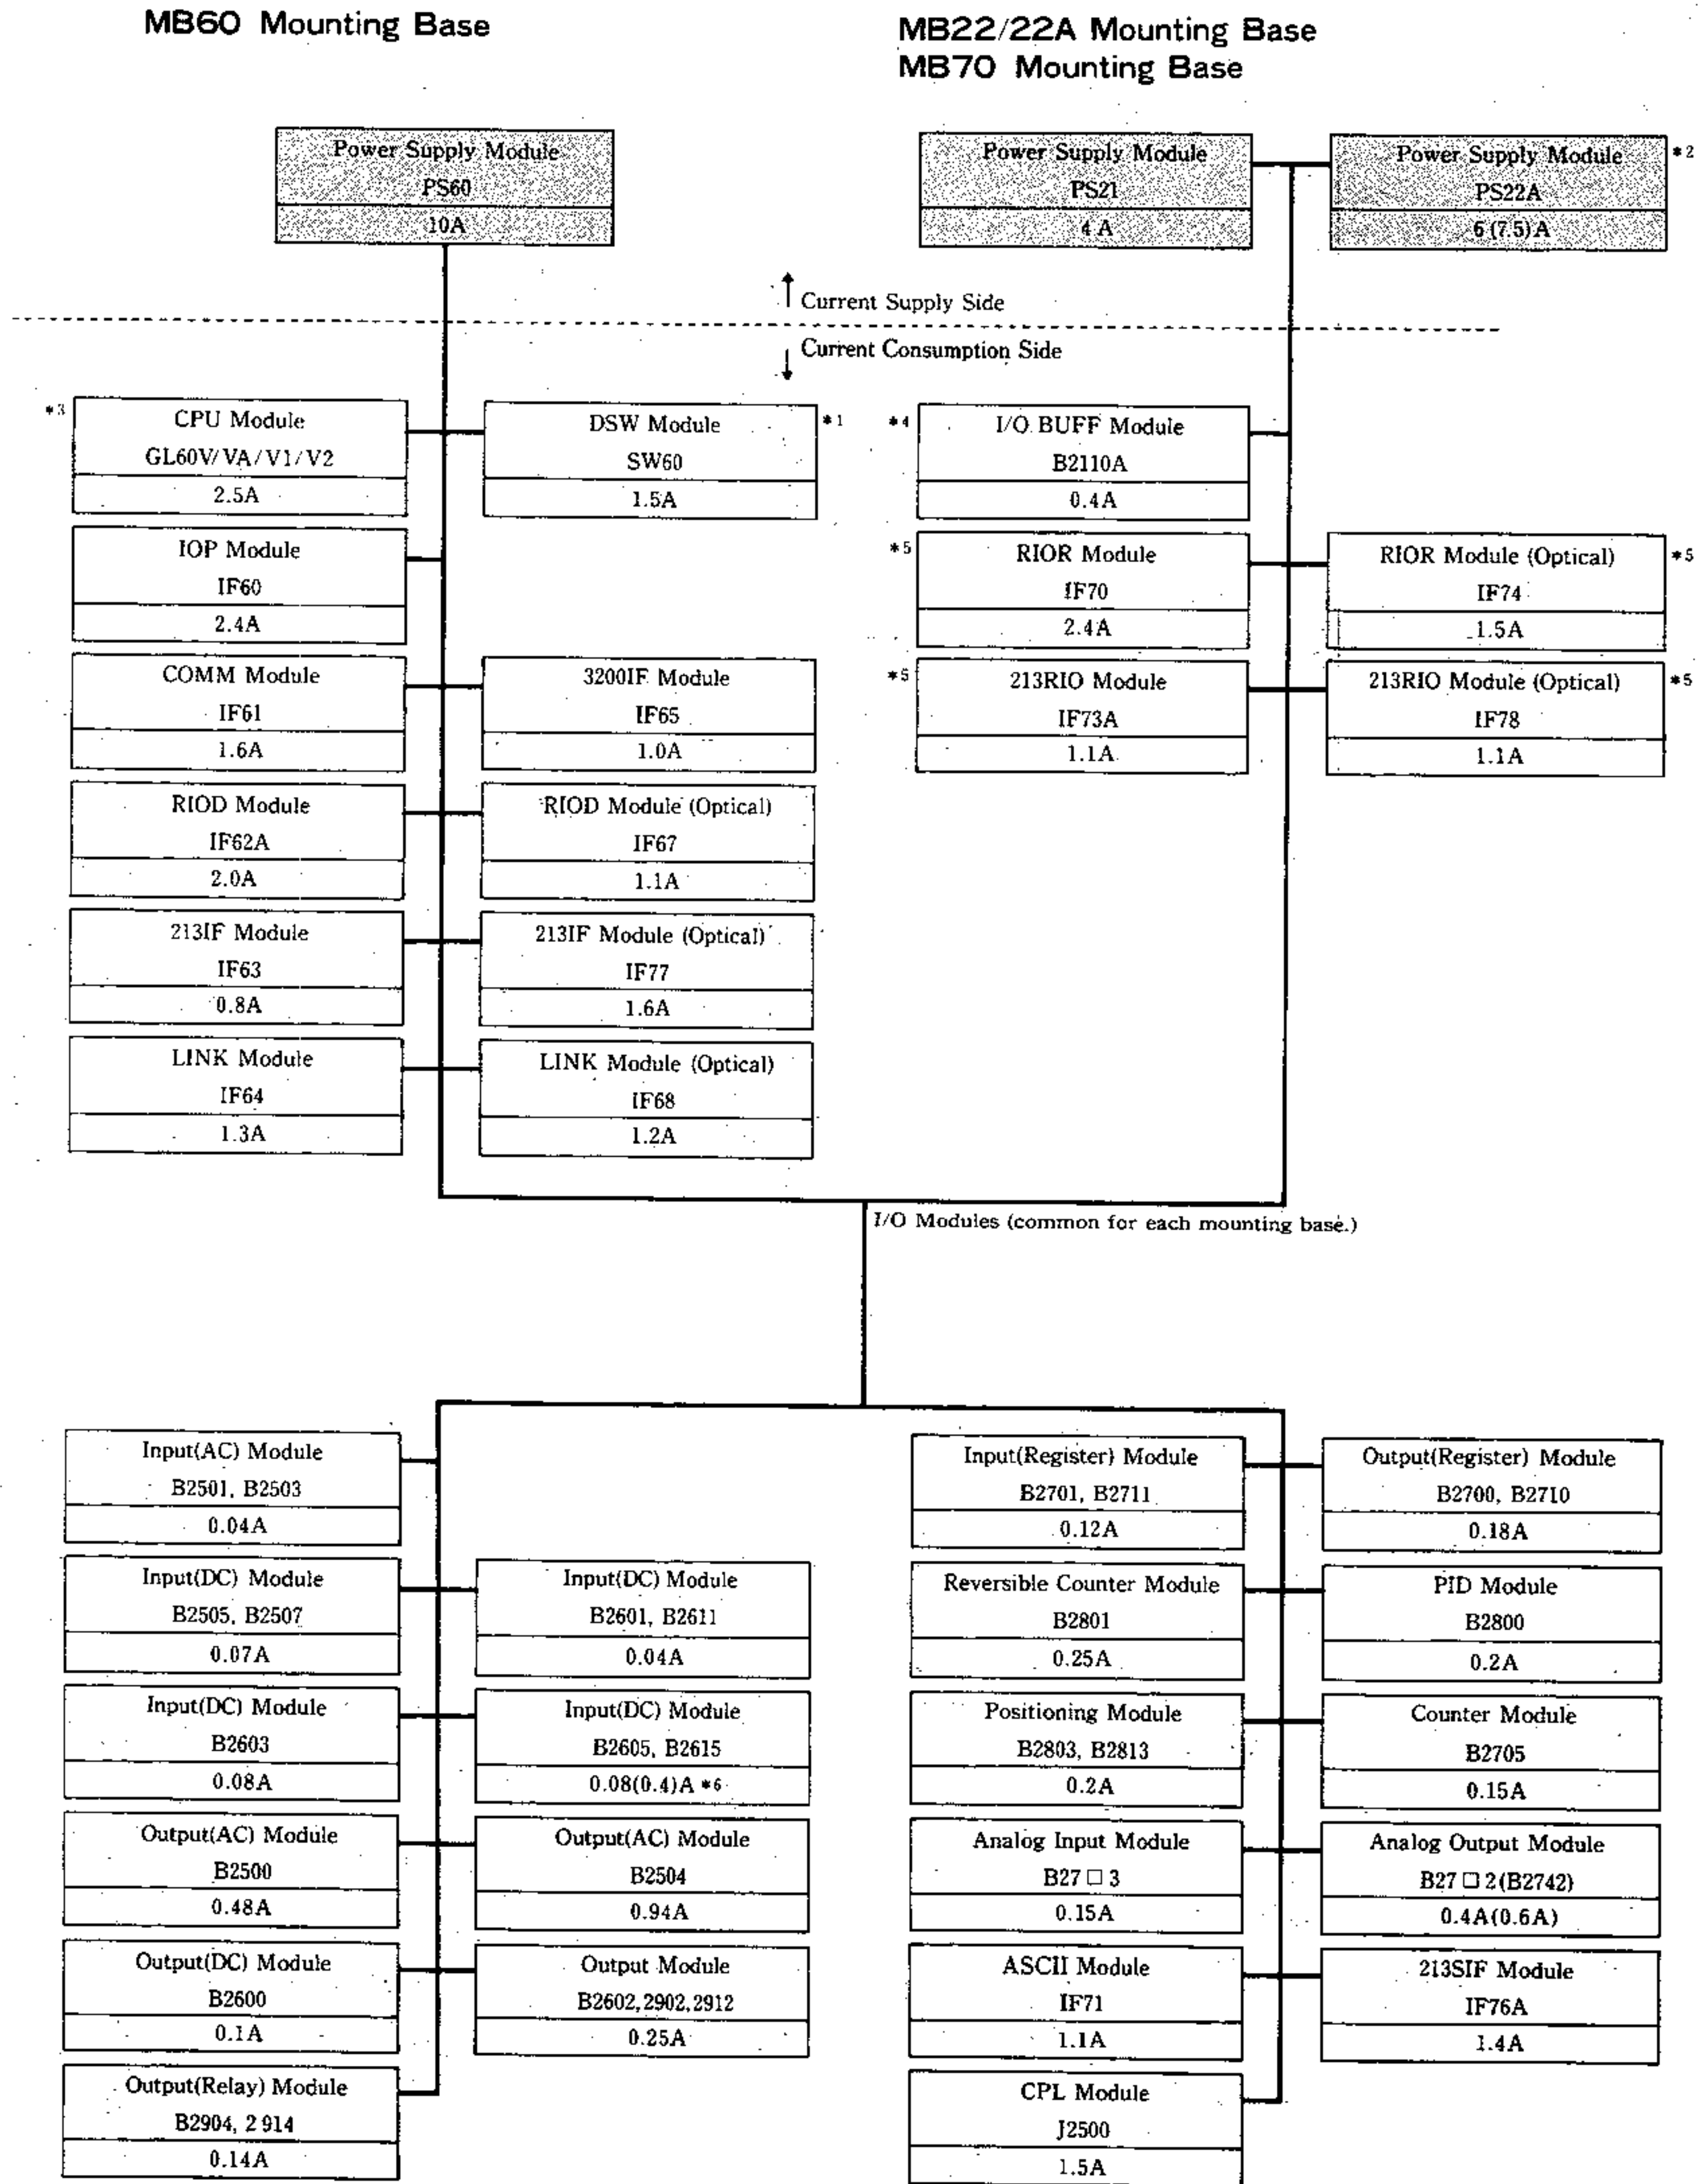 MB60 Mounting Base
MB22/22A Mounting Base
MB70 Mounting Base
Power Supply Module
PS60
10A
Power Supply Module
PS21
4A
Power Supply Module *2
PS22A
6(7.5)A
Current Supply Side
Current Consumption Side
*3 CPU Module
GL60V/VA/V1/V2
2.5A
DSW Module *1
SW60
1.5A
*4 I/O BUFF Module
B2110A
0.4A
IOP Module
IF60
2.4A
*5 RIOR Module
IF70
2.4A
RIOR Module (Optical) *5
IF74
1.5A
COMM Module
IF61
1.6A
3200IF Module
IF65
1.0A
*5 213RIO Module
IF73A
1.1A
213RIO Module (Optical) *5
IF78
1.1A
RIOD Module
IF62A
2.0A
RIOD Module (Optical)
IF67
1.1A
213IF Module
IF63
0.8A
213IF Module (Optical)
IF77
1.6A
LINK Module
IF64
1.3A
LINK Module (Optical)
IF68
1.2A
I/O Modules (common for each mounting base.)
Input(AC) Module
B2501, B2503
0.04A
Input(Register) Module
B2701, B2711
0.12A
Output(Register) Module
B2700, B2710
0.18A
Input(DC) Module
B2505, B2507
0.07A
Input(DC) Module
B2601, B2611
0.04A
Reversible Counter Module
B2801
0.25A
PID Module
B2800
0.2A
Input(DC) Module
B2603
0.08A
Input(DC) Module
B2605, B2615
0.08(0.4)A *6
Positioning Module
B2803, B2813
0.2A
Counter Module
B2705
0.15A
Output(AC) Module
B2500
0.48A
Output(AC) Module
B2504
0.94A
Analog Input Module
B27□3
0.15A
Analog Output Module
B27□2(B2742)
0.4A(0.6A)
Output(DC) Module
B2600
0.1A
Output Module
B2602,2902,2912
0.25A
ASCII Module
IF71
1.1A
213SIF Module
IF76A
1.4A
Output(Relay) Module
B2904, 2914
0.14A
CPL Module
J2500
1.5A